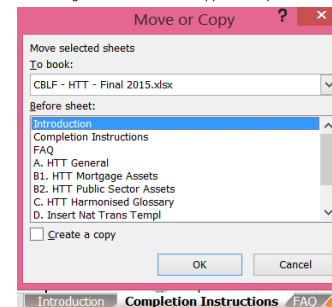 Move or Copy ? ×
Move selected sheets
To book:
CBLF - HTT - Final 2015.xlsx
Before sheet:
Introduction
Completion Instructions
FAQ
A. HTT General
B1. HTT Mortgage Assets
B2. HTT Public Sector Assets
C. HTT Harmonised Glossary
D. Insert Nat Trans Templ
Create a copy
OK Cancel
Introduction Completion Instructions FAQ